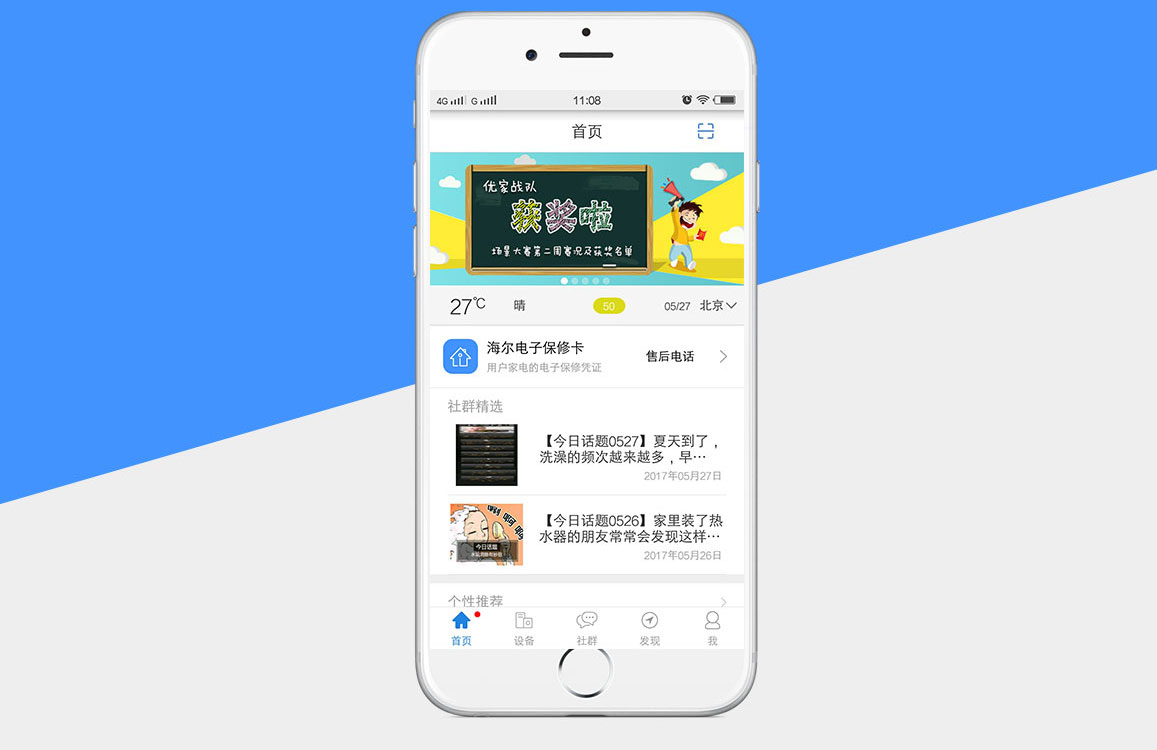 4G G 11:08
首页
优家战队
获奖啦
场景大赛第二周赛况及获奖名单
27℃ 晴 50 05/27 北京
海尔电子保修卡
售后电话
用户家电的电子保修凭证
社群精选
【今日话题0527】夏天到了，
洗澡的频次越来越多，早…
2017年05月27日
今日话题
【今日话题0526】家里装了热
水器的朋友常常会发现这样…
2017年05月26日
个性推荐
首页 设备 社群 发现 我